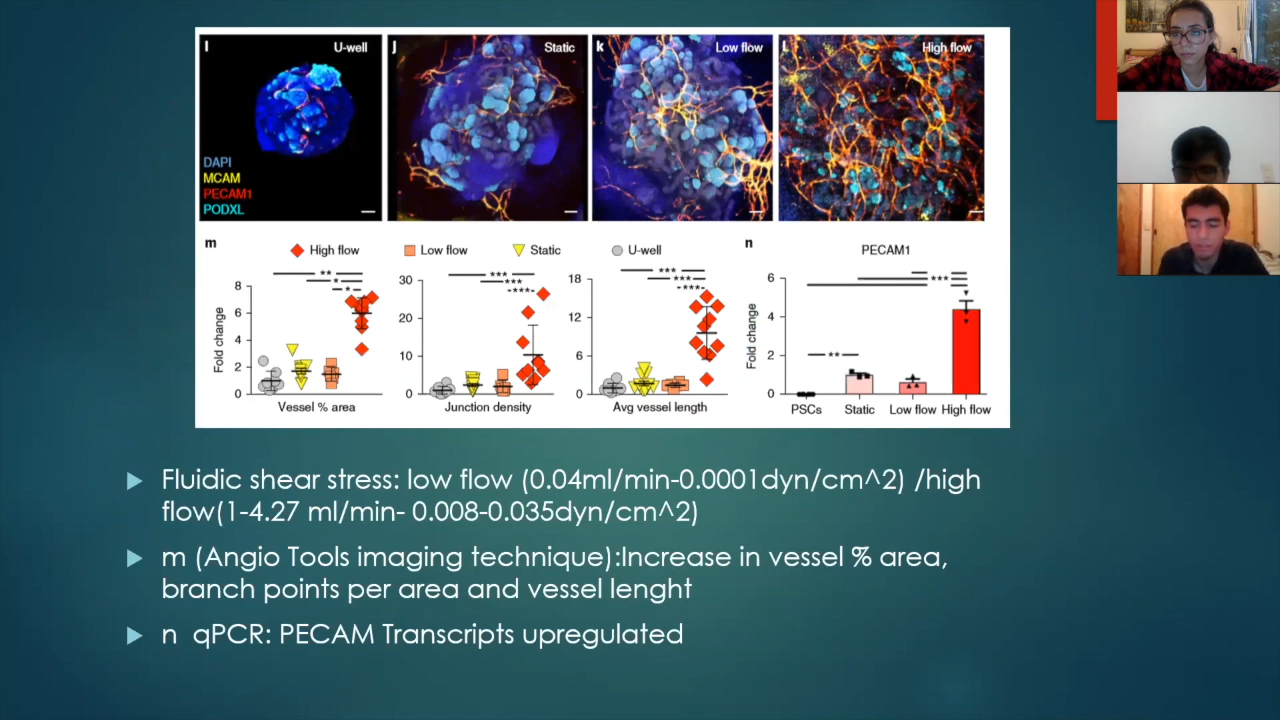 i U-well
j Static
k Low flow
l High flow
DAPI
MCAM
PECAM1
PODXL
m High flow Low flow Static U-well
n PECAM1
Fold change
8
6
4
2
0
** * *
Vessel % area
30
20
10
0
*** *** ***
Junction density
18
12
6
0
*** *** ***
Avg vessel length
Fold change
6
4
2
0
** ***
PSCs Static Low flow High flow
Fluidic shear stress: low flow (0.04ml/min-0.0001dyn/cm^2) /high
flow(1-4.27 ml/min- 0.008-0.035dyn/cm^2)
m (Angio Tools imaging technique):Increase in vessel % area,
branch points per area and vessel lenght
n qPCR: PECAM Transcripts upregulated